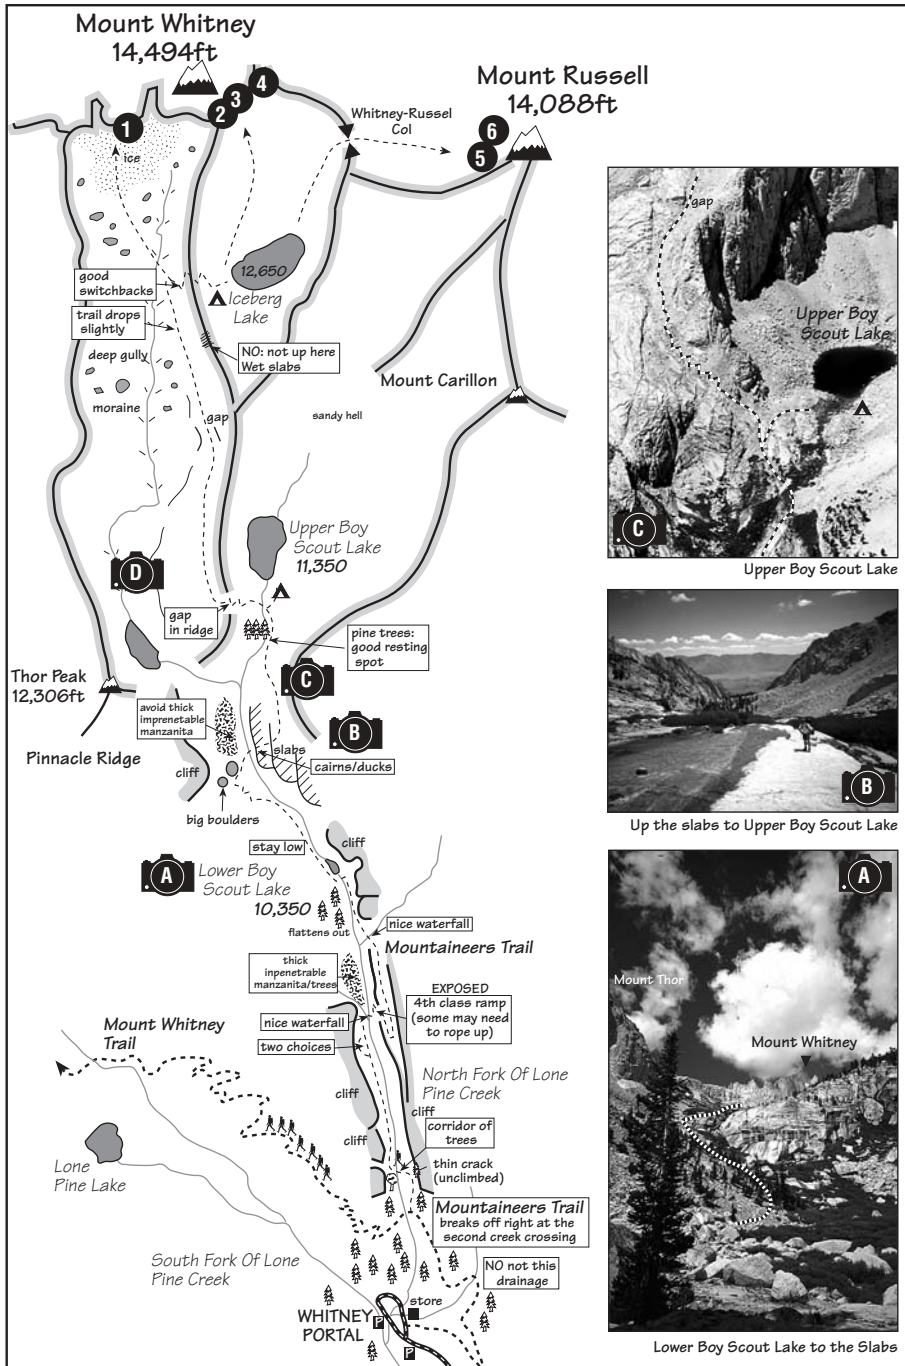 Mount Whitney
14,494ft
Mount Russell
14,088ft
4
3
2
1
ice
Whitney-Russel
Col
6
5
12,650
Iceberg
Lake
good
switchbacks
trail drops
slightly
NO: not up here
Wet slabs
deep gully
moraine
gap
Mount Carillon
sandy hell
Upper Boy
Scout Lake
11,350
D
gap
in ridge
pine trees:
good resting
spot
C
Thor Peak
12,306ft
avoid thick
imprenetable
manzanita
B
Pinnacle Ridge
slabs
cairns/ducks
cliff
big boulders
stay low
cliff
A
Lower Boy
Scout Lake
10,350
flattens out
nice waterfall
Mountaineers Trail
thick
inpenetrable
manzanita/trees
EXPOSED
4th class ramp
(some may need
to rope up)
nice waterfall
two choices
Mount Whitney
Trail
North Fork Of Lone
Pine Creek
cliff
cliff
corridor of
trees
cliff
thin crack
(unclimbed)
Lone
Pine Lake
Mountaineers Trail
breaks off right at the
second creek crossing
South Fork Of Lone
Pine Creek
NO not this
drainage
store
WHITNEY
PORTAL
P
P
gap
Upper Boy
Scout Lake
C
Upper Boy Scout Lake
B
Up the slabs to Upper Boy Scout Lake
A
Mount Thor
Mount Whitney
Lower Boy Scout Lake to the Slabs